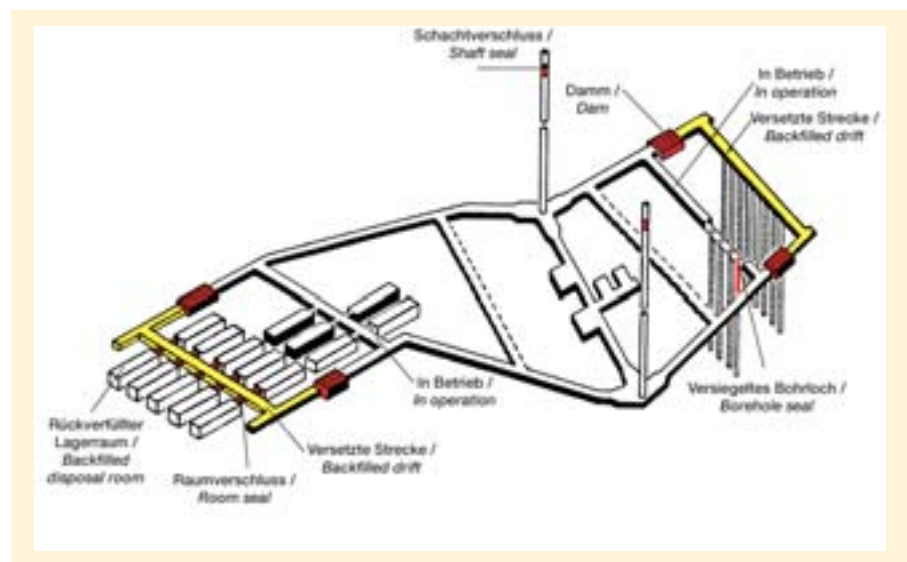 Schachtverschluss /
Shaft seal
Damm /
Dam
In Betrieb /
In operation
Versetzte Strecke /
Backfilled drift
In Betrieb /
In operation
Versiegeltes Bohrloch /
Borehole seal
Rückverfüllter
Lagerraum /
Backfilled
disposal room
Raumverschluss /
Room seal
Versetzte Strecke /
Backfilled drift